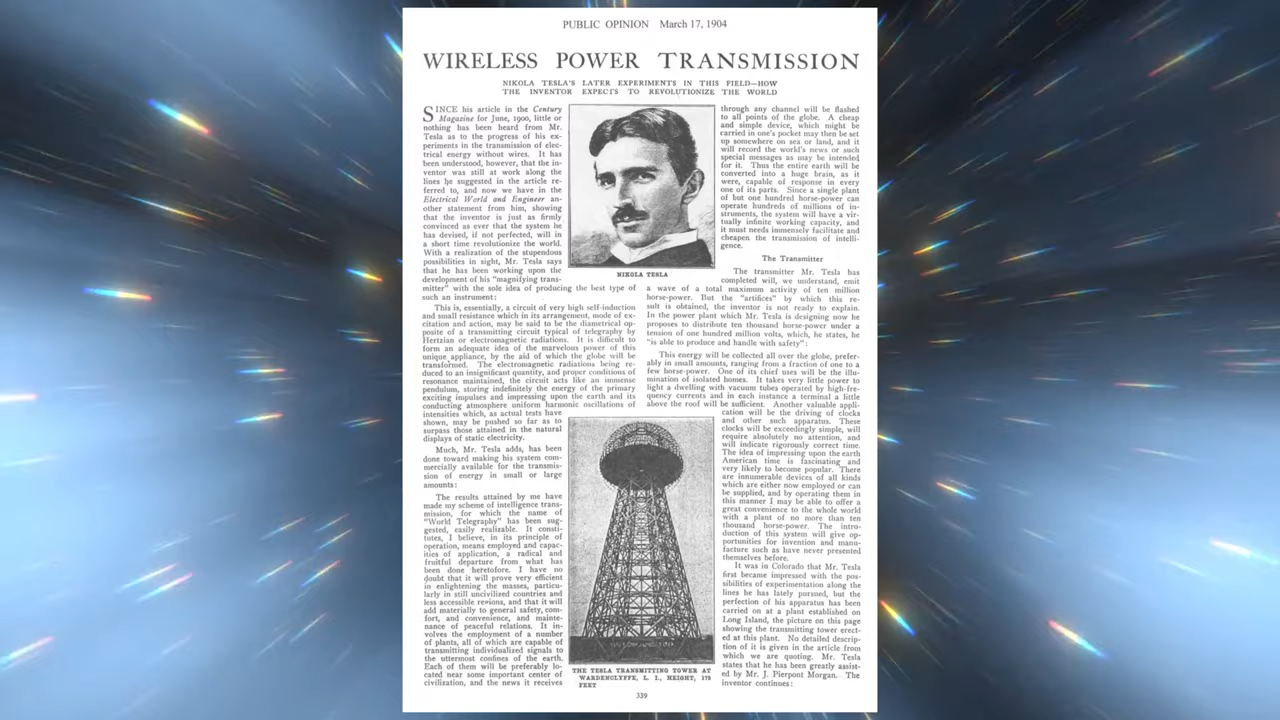 PUBLIC OPINION March 17, 1904
WIRELESS POWER TRANSMISSION
NIKOLA TESLA'S LATER EXPERIMENTS IN THIS FIELD—HOW
THE INVENTOR EXPECTS TO REVOLUTIONIZE THE WORLD
SINCE his article in the Century
Magazine for June, 1900, little or
nothing has been heard from Mr.
Tesla as to the progress of his ex-
periments in the transmission of elec-
trical energy without wires. It has
been understood, however, that the in-
ventor was still at work along the
lines he suggested in the article re-
ferred to, and now we have in the
Electrical World and Engineer an-
other statement from him, showing
that the inventor is just as firmly
convinced as ever that the system he
has devised, if not perfected, will in
a short time revolutionize the world.
With a realization of the stupendous
possibilities in sight, Mr. Tesla says
that he has been working upon the
development of his "magnifying trans-
mitter" with the sole idea of producing the best type of
such an instrument:
This is, essentially, a circuit of very high self-induction
and small resistance which in its arrangement, mode of ex-
citation and action, may be said to be the diametrical op-
posite of a transmitting circuit typical of telegraphy by
Hertzian or electromagnetic radiations. It is difficult to
form an adequate idea of the marvelous power of this
unique appliance, by the aid of which the globe will be
transformed. The electromagnetic radiations being re-
duced to an insignificant quantity, and proper conditions of
resonance maintained, the circuit acts like an immense
pendulum, storing indefinitely the energy of the primary
exciting impulses and impressing upon the earth and its
conducting atmosphere uniform harmonic oscillations of
intensities which, as actual tests have
shown, may be pushed so far as to
surpass those attained in the natural
displays of static electricity.
Much, Mr. Tesla adds, has been
done toward making his system com-
mercially available for the transmis-
sion of energy in small or large
amounts:
The results attained by me have
made my scheme of intelligence trans-
mission, for which the name of
"World Telegraphy" has been sug-
gested, easily realizable. It consti-
tutes, I believe, in its principle of
operation, means employed and capac-
ities of application, a radical and
fruitful departure from what has
been done heretofore. I have no
doubt that it will prove very efficient
in enlightening the masses, particu-
larly in still uncivilized countries and
less accessible regions, and that it will
add materially to general safety, com-
fort, and convenience, and mainte-
nance of peaceful relations. It in-
volves the employment of a number
of plants, all of which are capable of
transmitting individualized signals to
the uttermost confines of the earth.
Each of them will be preferably lo-
cated near some important center of
civilization, and the news it receives
NIKOLA TESLA
THE TESLA TRANSMITTING TOWER AT
WARDENCLYFFE, L. I., HEIGHT, 175
FEET
through any channel will be flashed
to all points of the globe. A cheap
and simple device, which might be
carried in one's pocket may then be set
up somewhere on sea or land, and it
will record the world's news or such
special messages as may be intended
for it. Thus the entire earth will be
converted into a huge brain, as it
were, capable of response in every
one of its parts. Since a single plant
of but one hundred horse-power can
operate hundreds of millions of in-
struments, the system will have a vir-
tually infinite working capacity, and
it must needs immensely facilitate and
cheapen the transmission of intelli-
gence.
The Transmitter
The transmitter Mr. Tesla has
completed will, we understand, emit
a wave of a total maximum activity of ten million
horse-power. But the "artifices" by which this re-
sult is obtained, the inventor is not ready to explain.
In the power plant which Mr. Tesla is designing now he
proposes to distribute ten thousand horse-power under a
tension of one hundred million volts, which, he states, he
"is able to produce and handle with safety":
This energy will be collected all over the globe, prefer-
ably in small amounts, ranging from a fraction of one to a
few horse-power. One of its chief uses will be the illu-
mination of isolated homes. It takes very little power to
light a dwelling with vacuum tubes operated by high-fre-
quency currents and in each instance a terminal a little
above the roof will be sufficient. Another valuable appli-
cation will be the driving of clocks
and other such apparatus. These
clocks will be exceedingly simple, will
require absolutely no attention, and
will indicate rigorously correct time.
The idea of impressing upon the earth
American time is fascinating and
very likely to become popular. There
are innumerable devices of all kinds
which are either now employed or can
be supplied, and by operating them in
this manner I may be able to offer a
great convenience to the whole world
with a plant of no more than ten
thousand horse-power. The intro-
duction of this system will give op-
portunities for invention and manu-
facture such as have never presented
themselves before.
It was in Colorado that Mr. Tesla
first became impressed with the pos-
sibilities of experimentation along the
lines he has lately pursued, but the
perfection of his apparatus has been
carried on at a plant established on
Long Island, the picture on this page
showing the transmitting tower erect-
ed at this plant. No detailed descrip-
tion of it is given in the article from
which we are quoting. Mr. Tesla
states that he has been greatly assist-
ed by Mr. J. Pierpont Morgan. The
inventor continues:
339